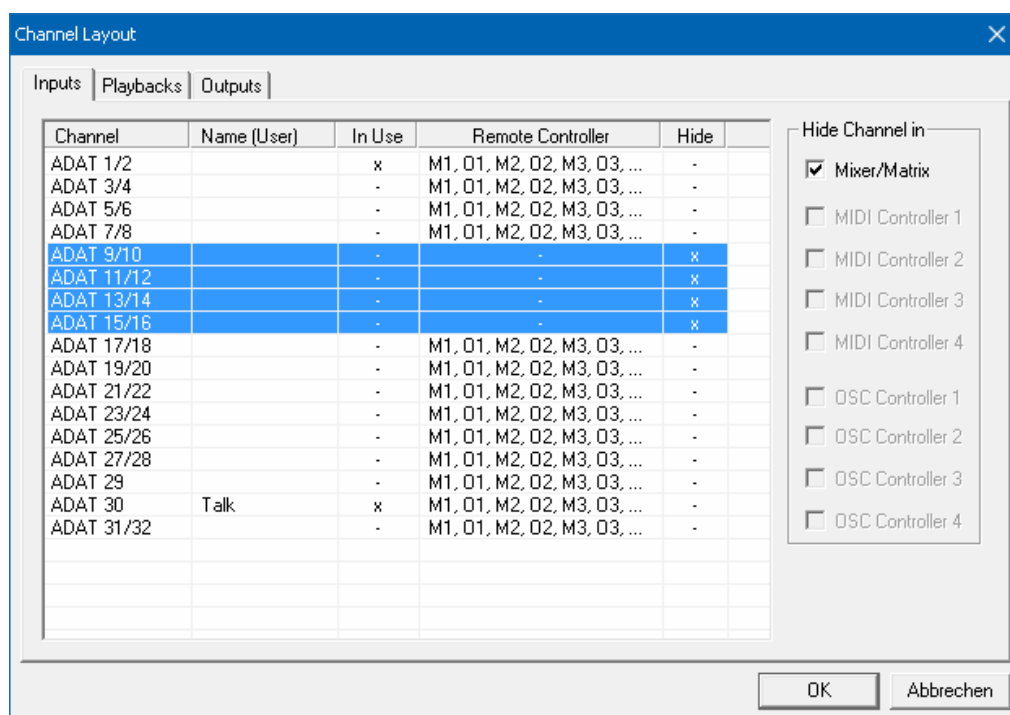 Channel Layout
Inputs Playbacks Outputs
Channel Name (User) In Use Remote Controller Hide
ADAT 1/2 x M1, O1, M2, O2, M3, O3, ... -
ADAT 3/4 - M1, O1, M2, O2, M3, O3, ... -
ADAT 5/6 - M1, O1, M2, O2, M3, O3, ... -
ADAT 7/8 - M1, O1, M2, O2, M3, O3, ... -
ADAT 9/10 - - x
ADAT 11/12 - - x
ADAT 13/14 - - x
ADAT 15/16 - - x
ADAT 17/18 - M1, O1, M2, O2, M3, O3, ... -
ADAT 19/20 - M1, O1, M2, O2, M3, O3, ... -
ADAT 21/22 - M1, O1, M2, O2, M3, O3, ... -
ADAT 23/24 - M1, O1, M2, O2, M3, O3, ... -
ADAT 25/26 - M1, O1, M2, O2, M3, O3, ... -
ADAT 27/28 - M1, O1, M2, O2, M3, O3, ... -
ADAT 29 - M1, O1, M2, O2, M3, O3, ... -
ADAT 30 Talk x M1, O1, M2, O2, M3, O3, ... -
ADAT 31/32 - M1, O1, M2, O2, M3, O3, ... -
Hide Channel in
Mixer/Matrix
MIDI Controller 1
MIDI Controller 2
MIDI Controller 3
MIDI Controller 4
OSC Controller 1
OSC Controller 2
OSC Controller 3
OSC Controller 4
OK Abbrechen